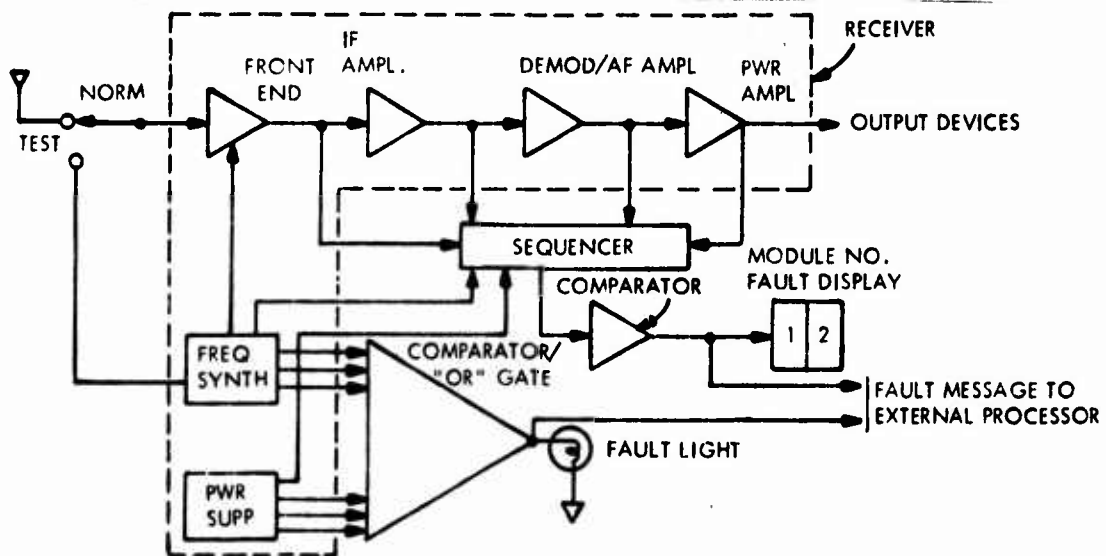 RECEIVER
IF
AMPL.
FRONT
END
DEMOD/AF AMPL
PWR
AMPL
NORM
TEST
OUTPUT DEVICES
SEQUENCER
MODULE NO.
FAULT DISPLAY
COMPARATOR
1 2
FREQ
SYNTH
COMPARATOR/
"OR" GATE
FAULT MESSAGE TO
EXTERNAL PROCESSOR
FAULT LIGHT
PWR
SUPP